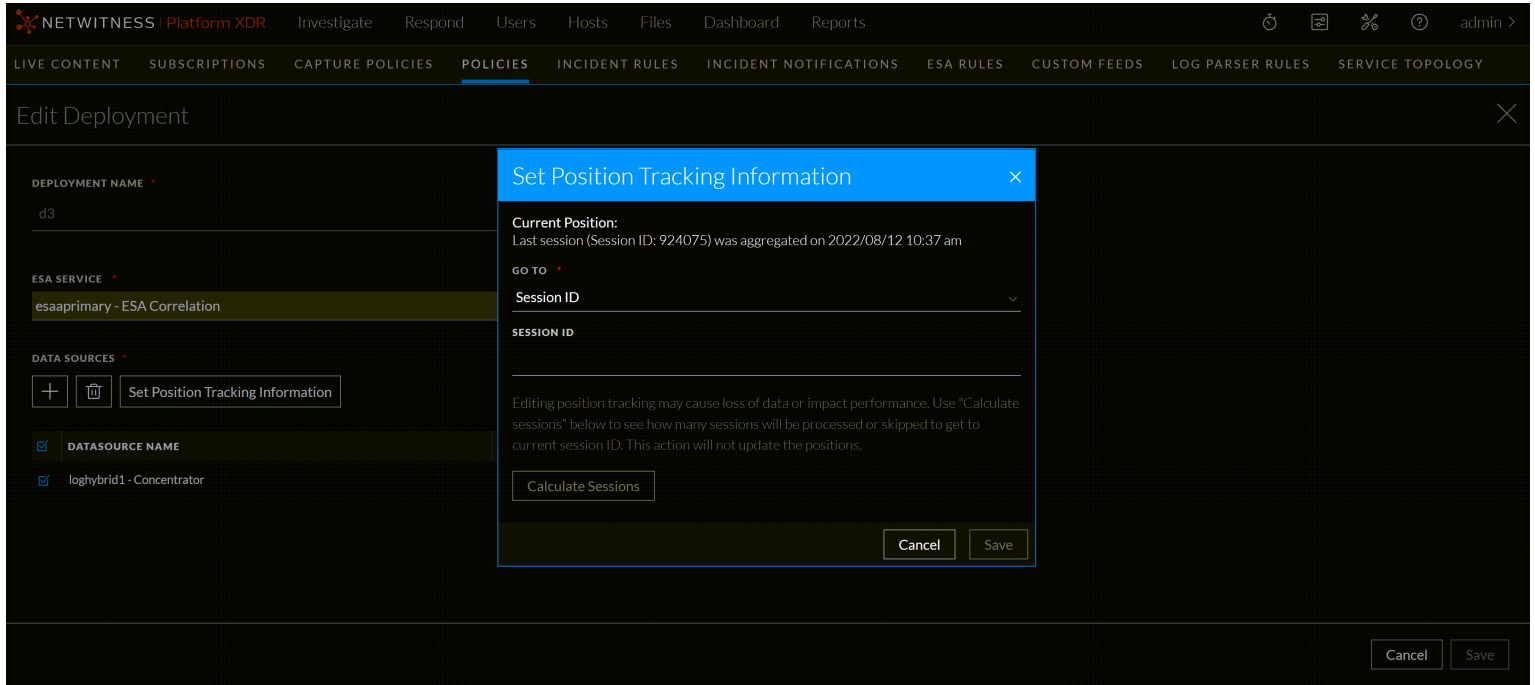 NETWITNESS Platform XDR Investigate Respond Users Hosts Files Dashboard Reports admin >
LIVE CONTENT SUBSCRIPTIONS CAPTURE POLICIES POLICIES INCIDENT RULES INCIDENT NOTIFICATIONS ESA RULES CUSTOM FEEDS LOG PARSER RULES SERVICE TOPOLOGY
Edit Deployment
DEPLOYMENT NAME *
d3
ESA SERVICE *
esaaprimary - ESA Correlation
DATA SOURCES *
Set Position Tracking Information
DATASOURCE NAME
loghybrid1 - Concentrator
Set Position Tracking Information
Current Position:
Last session (Session ID: 924075) was aggregated on 2022/08/12 10:37 am
GO TO *
Session ID
SESSION ID
Editing position tracking may cause loss of data or impact performance. Use "Calculate
sessions" below to see how many sessions will be processed or skipped to get to
current session ID. This action will not update the positions.
Calculate Sessions
Cancel Save
Cancel Save